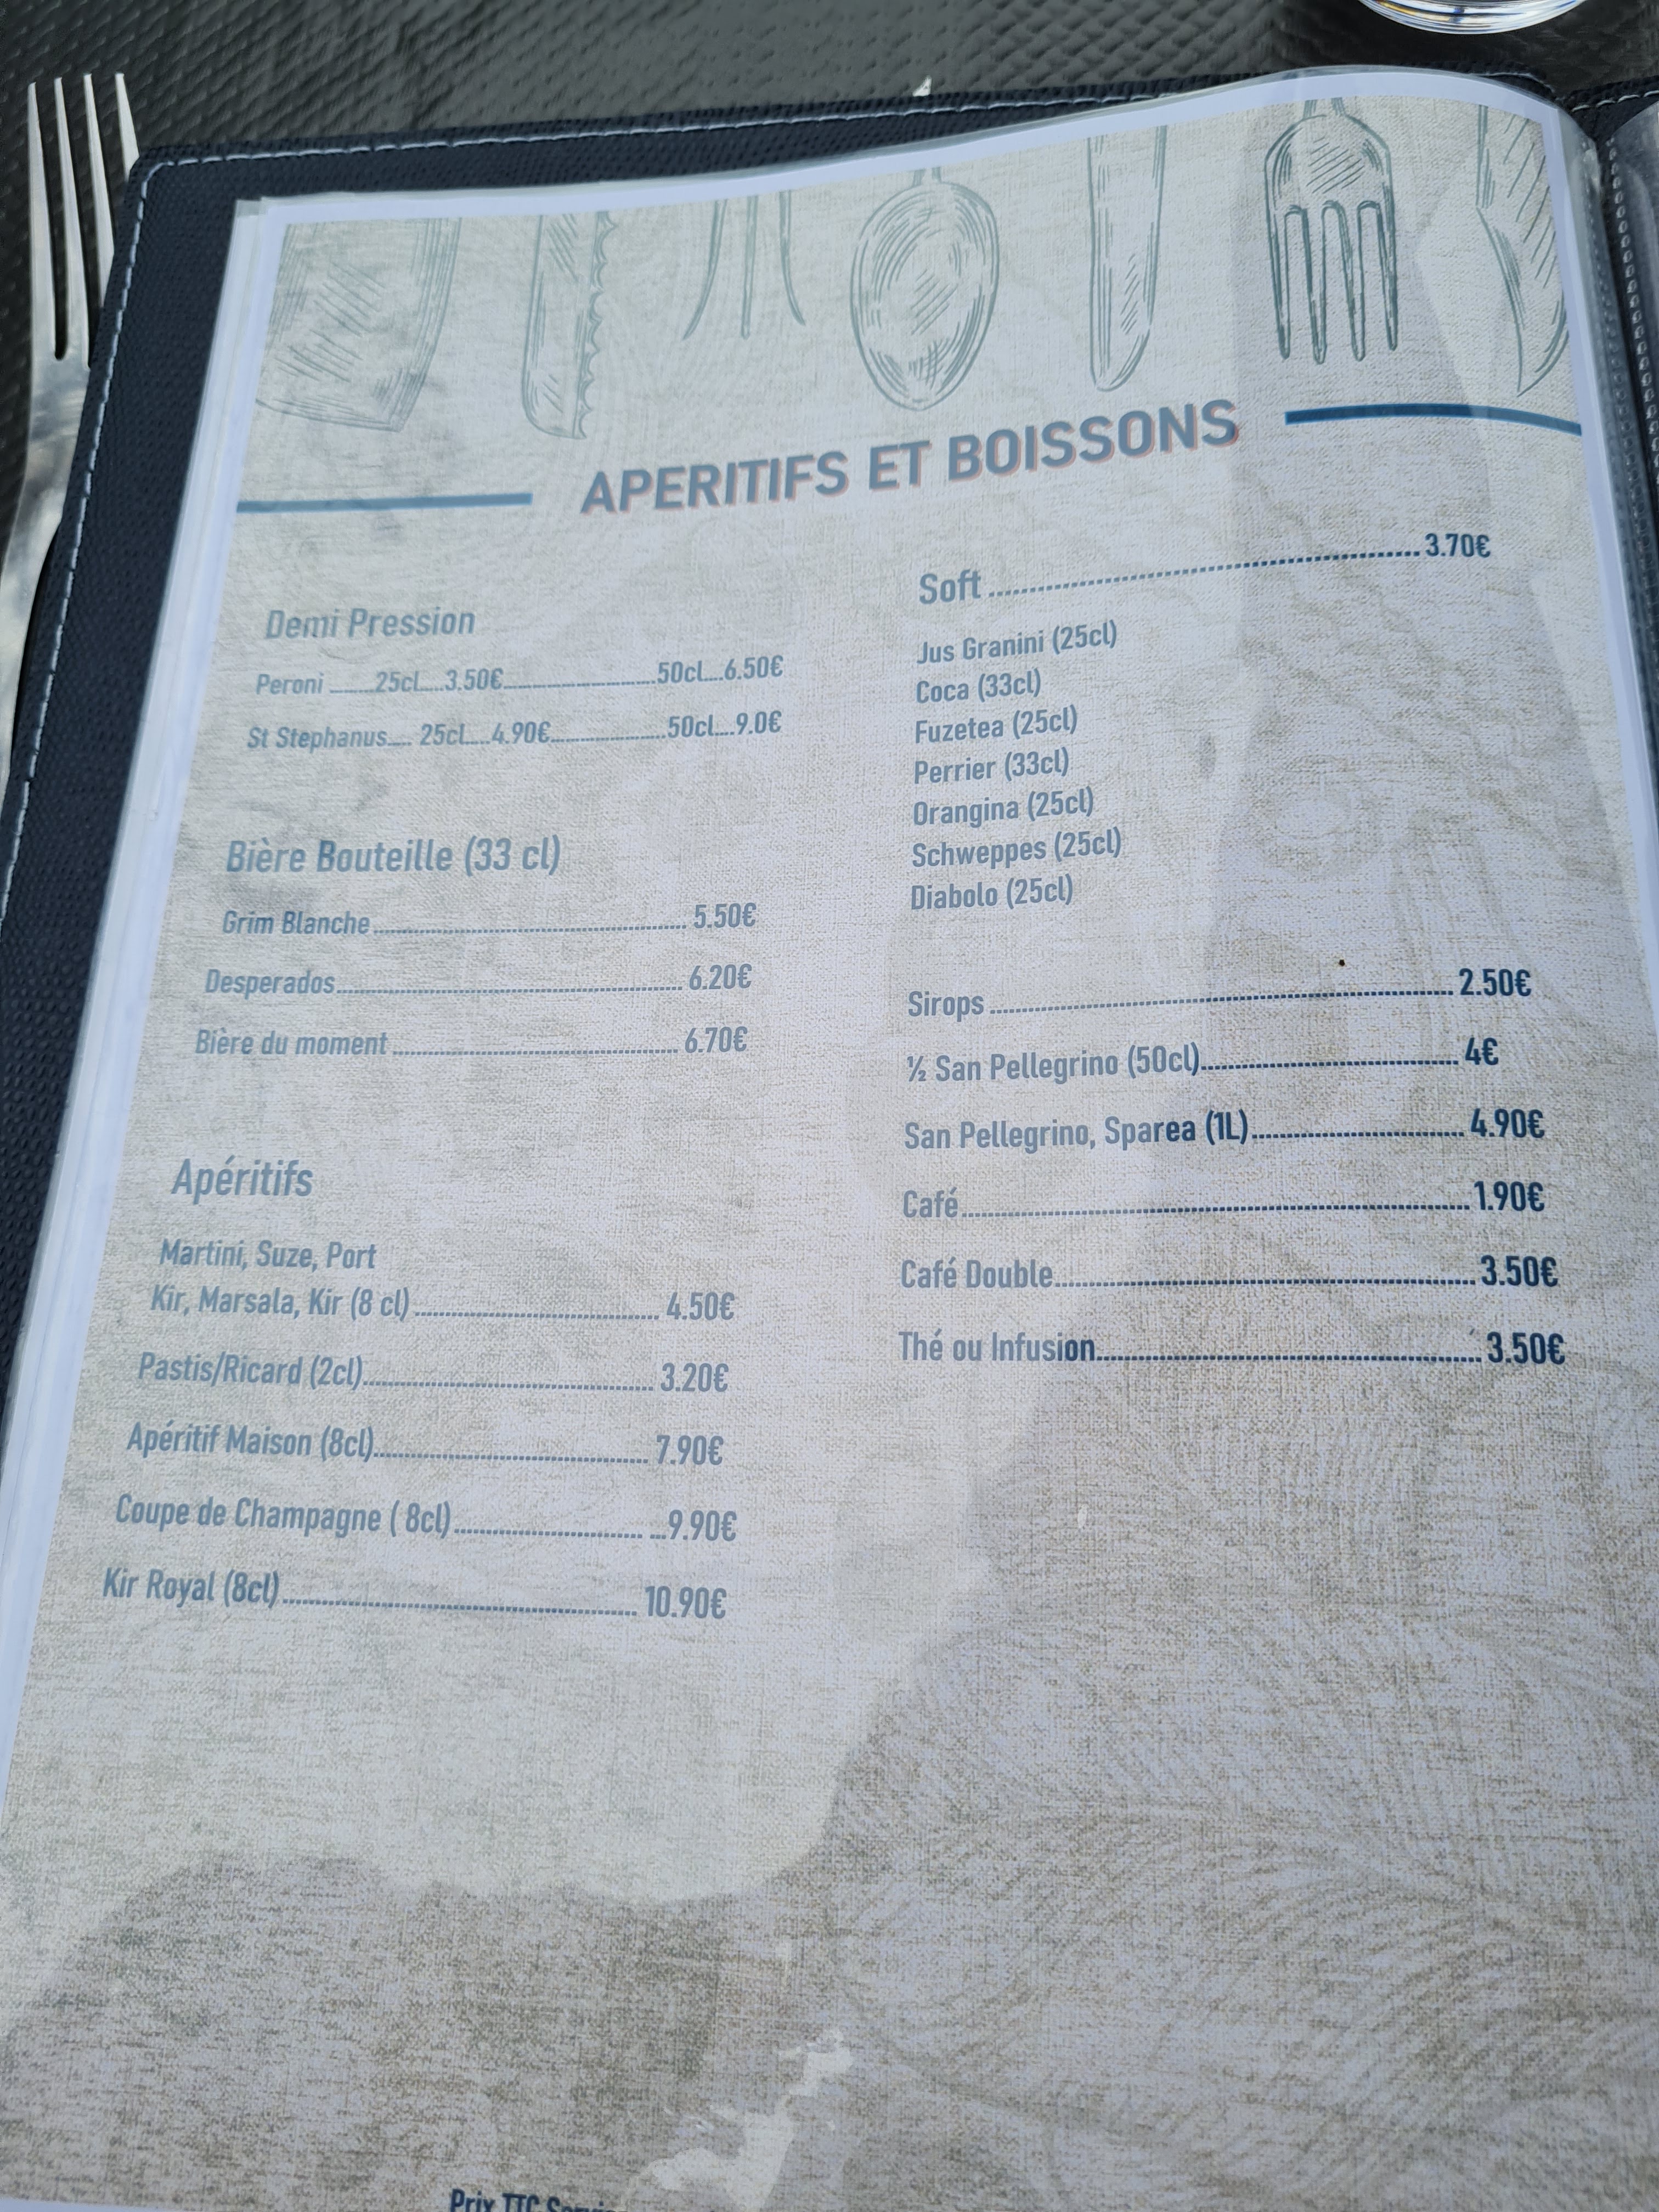 APERITIFS ET BOISSONS
Demi Pression
Peroni ........25cl.....3.50€...............................50cl....6.50€
St Stephanus..... 25cl.....4.90€.......................50cl....9.0€
Bière Bouteille (33 cl)
Grim Blanche............................................... 5.50€
Desperados.................................................... 6.20€
Bière du moment ........................................... 6.70€
Apéritifs
Martini, Suze, Port
Kir, Marsala, Kir (8 cl)................................... 4.50€
Pastis/Ricard (2cl)......................................... 3.20€
Apéritif Maison (8cl)....................................... 7.90€
Coupe de Champagne ( 8cl)........................... ...9.90€
Kir Royal (8cl)................................................ 10.90€
Soft ............................................................ 3.70€
Jus Granini (25cl)
Coca (33cl)
Fuzetea (25cl)
Perrier (33cl)
Orangina (25cl)
Schweppes (25cl)
Diabolo (25cl)
Sirops ............................................................ 2.50€
½ San Pellegrino (50cl).................................. 4€
San Pellegrino, Sparea (1L)............................ 4.90€
Café............................................................... 1.90€
Café Double................................................... 3.50€
Thé ou Infusion.............................................. 3.50€
Prix TTC